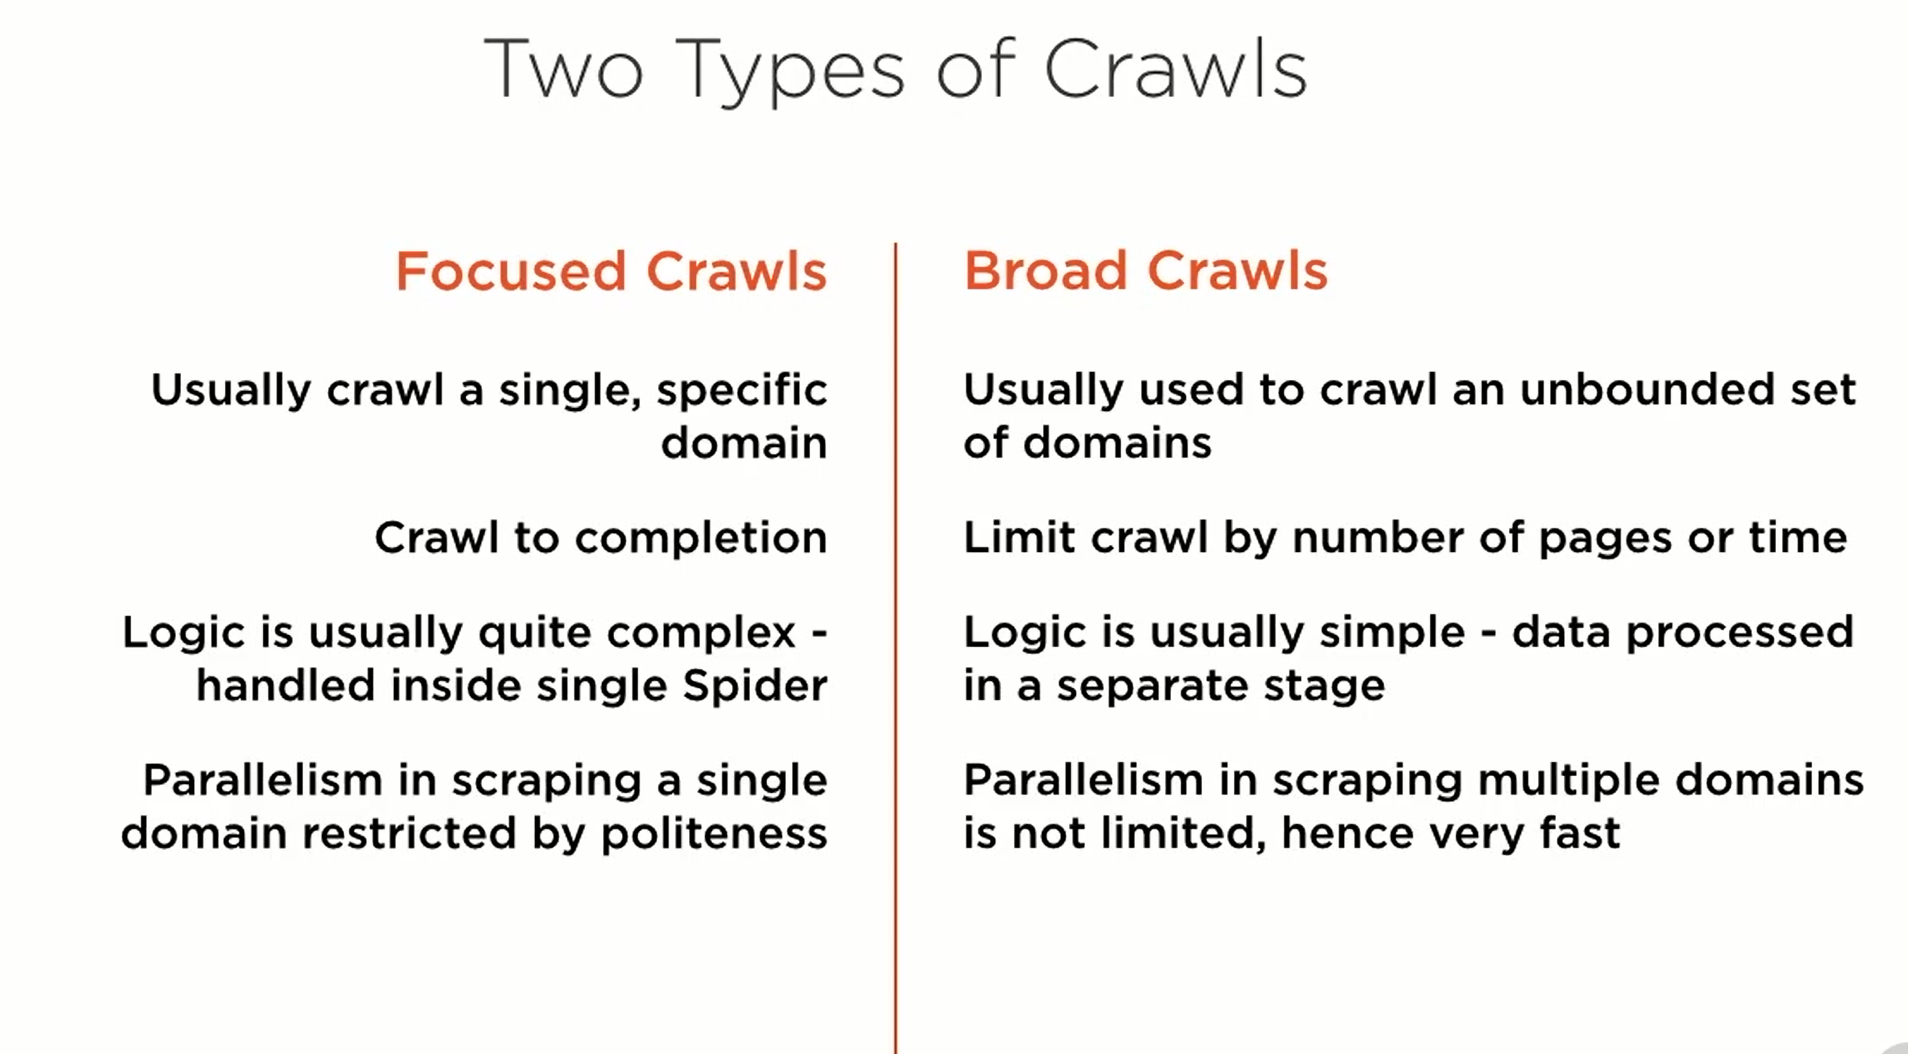 Two Types of Crawls
Focused Crawls
Usually crawl a single, specific
domain
Crawl to completion
Logic is usually quite complex -
handled inside single Spider
Parallelism in scraping a single
domain restricted by politeness
Broad Crawls
Usually used to crawl an unbounded set
of domains
Limit crawl by number of pages or time
Logic is usually simple - data processed
in a separate stage
Parallelism in scraping multiple domains
is not limited, hence very fast